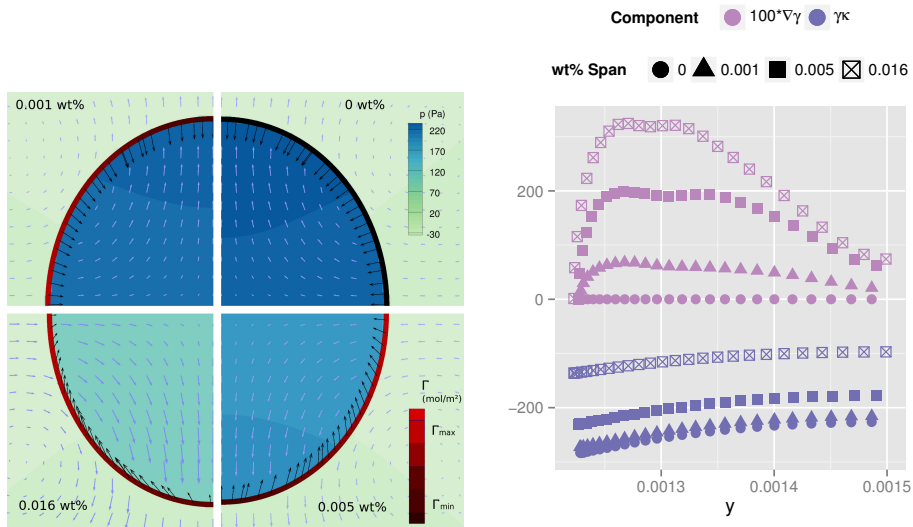 Component 100*∇γ γκ
wt% Span 0 0.001 0.005 0.016
0.001 wt%
0 wt%
p (Pa)
220
170
120
70
20
-30
Γ
(mol/m²)
Γmax
Γmin
0.016 wt%
0.005 wt%
200
0
−200
0.0013 0.0014 0.0015
y